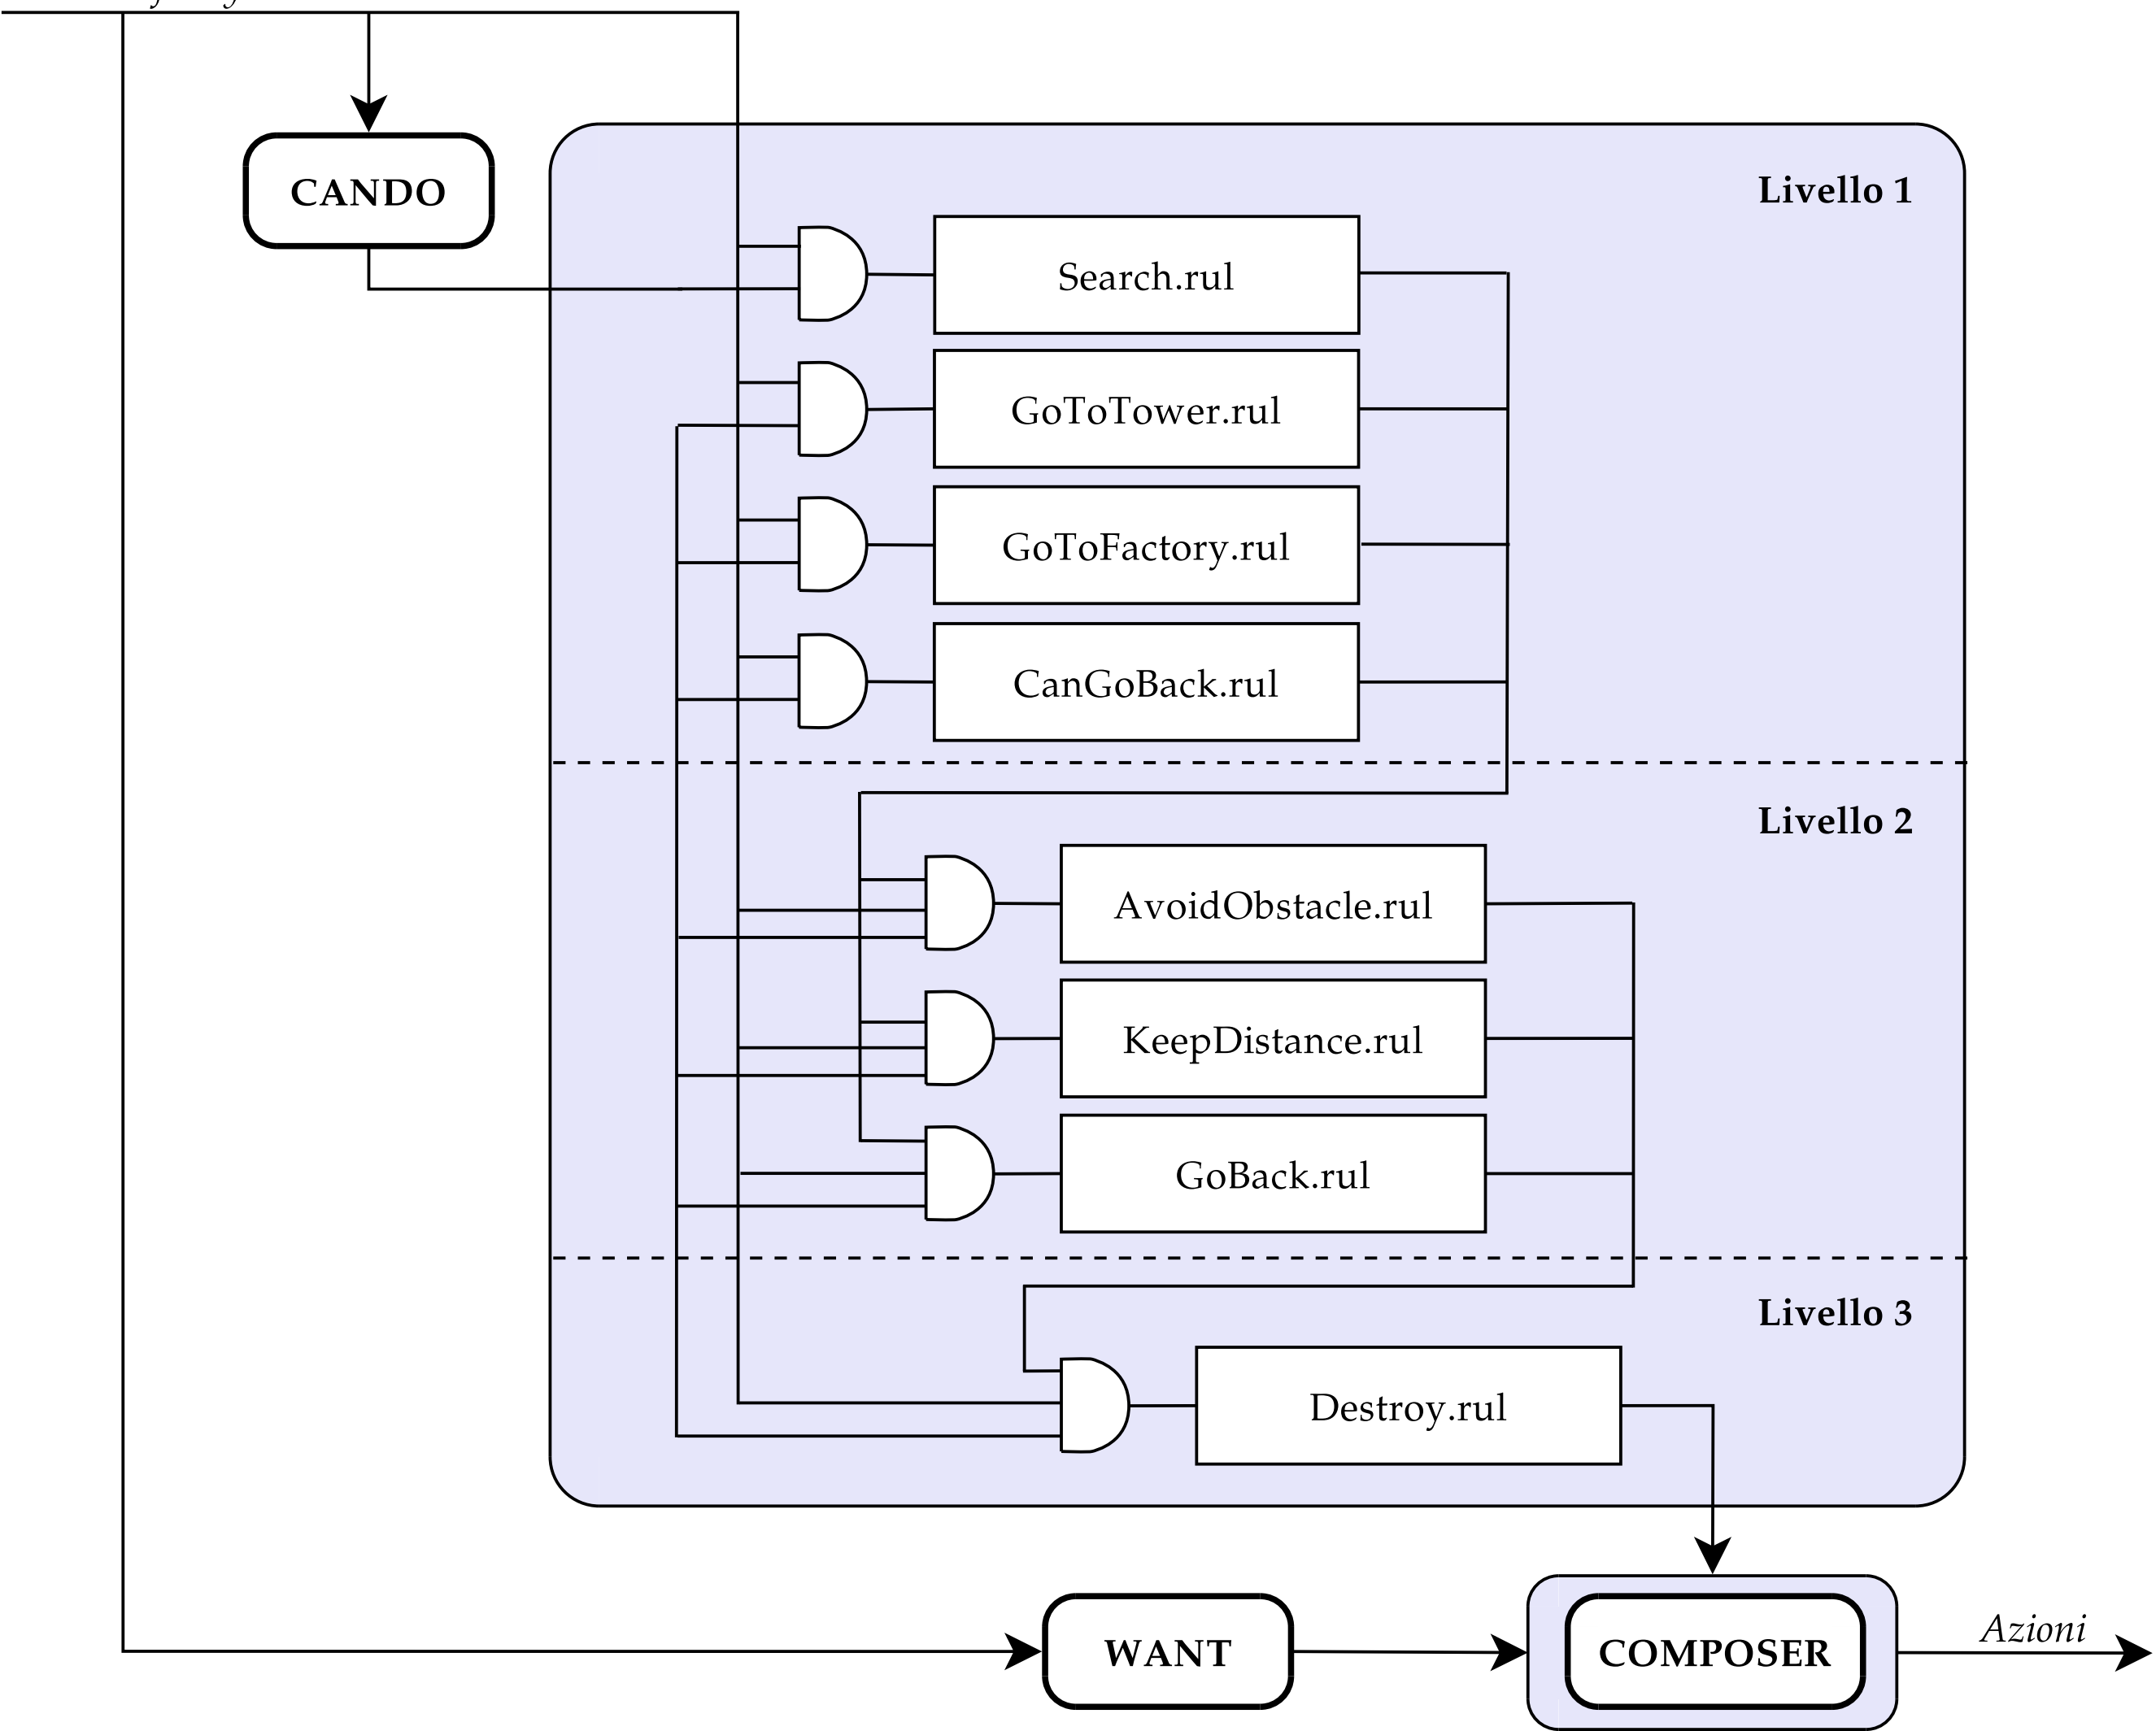 CANDO
Livello 1
Search.rul
GoToTower.rul
GoToFactory.rul
CanGoBack.rul
Livello 2
AvoidObstacle.rul
KeepDistance.rul
GoBack.rul
Livello 3
Destroy.rul
WANT
COMPOSER
Azioni